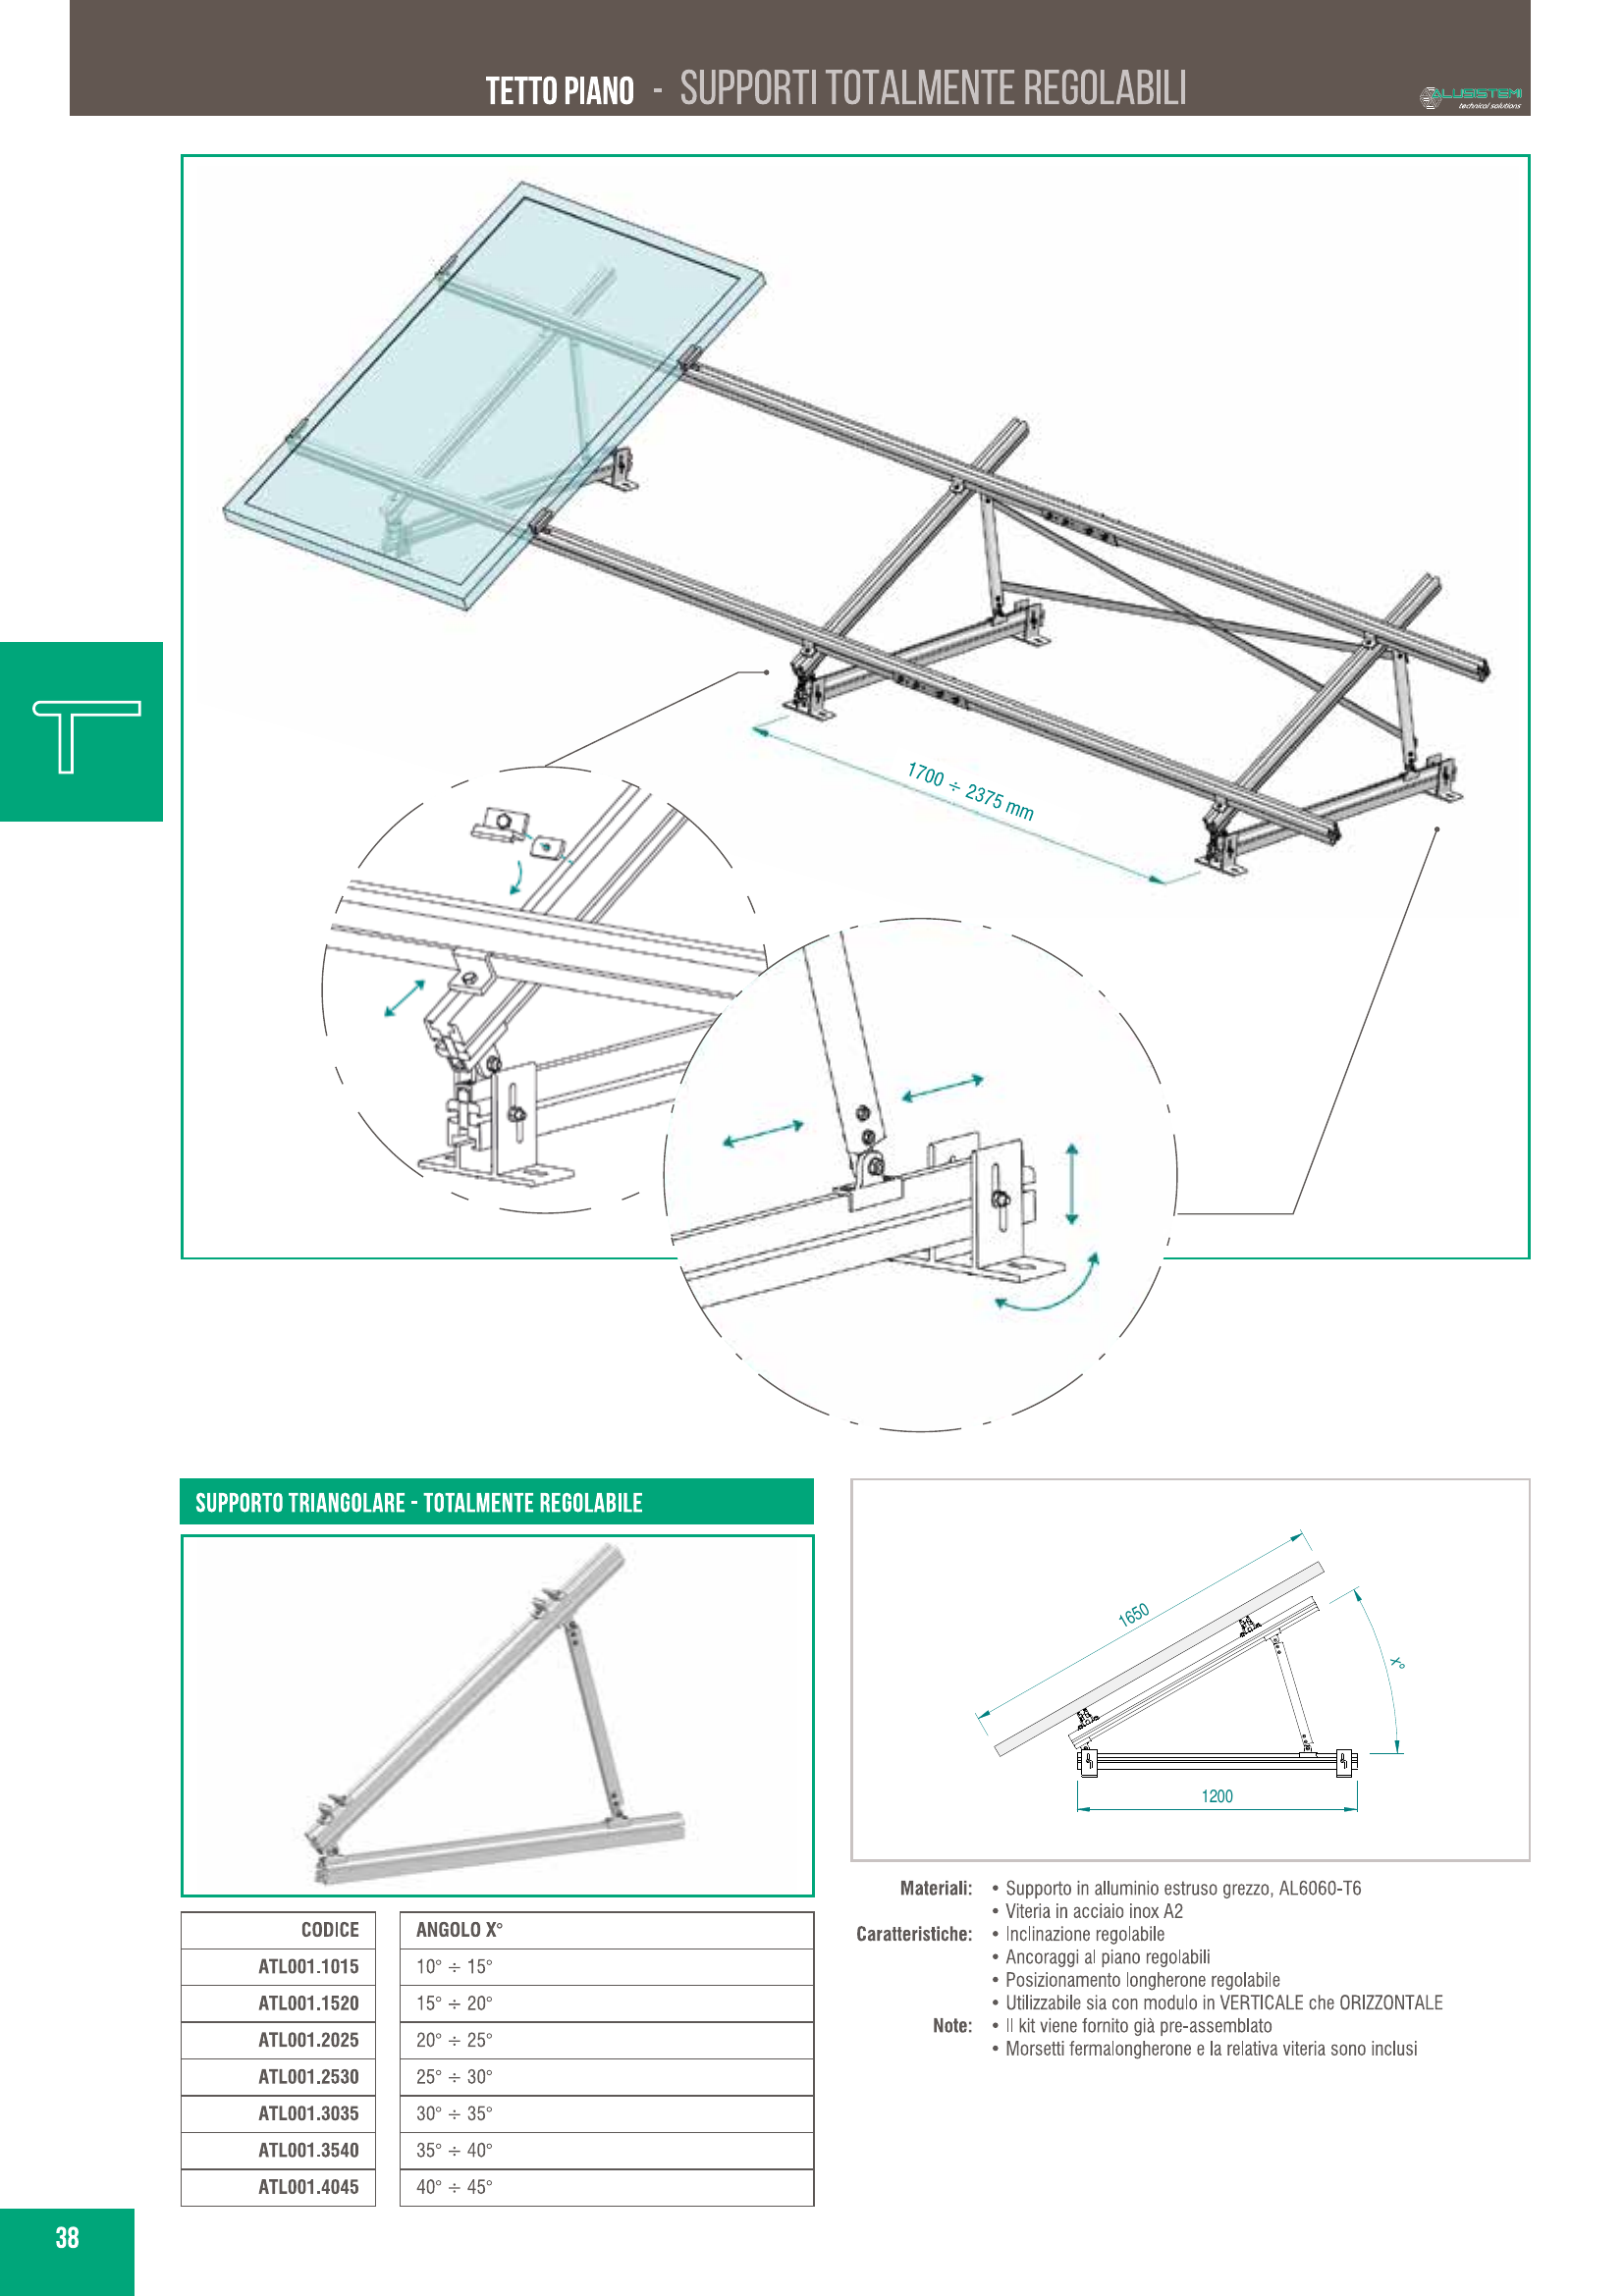 TETTO PIANO - SUPPORTI TOTALMENTE REGOLABILI
ALUSISTEMI
technical solutions
1700 ÷ 2375 mm
SUPPORTO TRIANGOLARE - TOTALMENTE REGOLABILE
1650
X°
1200
CODICE ANGOLO X°
ATL001.1015 10° ÷ 15°
ATL001.1520 15° ÷ 20°
ATL001.2025 20° ÷ 25°
ATL001.2530 25° ÷ 30°
ATL001.3035 30° ÷ 35°
ATL001.3540 35° ÷ 40°
ATL001.4045 40° ÷ 45°
Materiali: • Supporto in alluminio estruso grezzo, AL6060-T6
• Viteria in acciaio inox A2
Caratteristiche: • Inclinazione regolabile
• Ancoraggi al piano regolabili
• Posizionamento longherone regolabile
• Utilizzabile sia con modulo in VERTICALE che ORIZZONTALE
Note: • Il kit viene fornito già pre-assemblato
• Morsetti fermalongherone e la relativa viteria sono inclusi
38